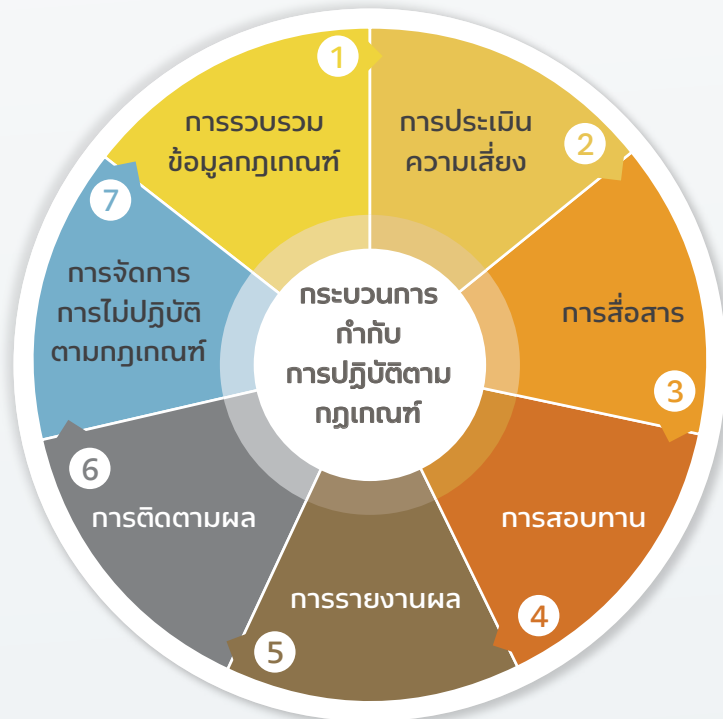 กระบวนการ
กำกับ
การปฏิบัติตาม
กฎเกณฑ์
1
การรวบรวม
ข้อมูลกฎเกณฑ์
2
การประเมิน
ความเสี่ยง
3
การสื่อสาร
4
การสอบทาน
5
การรายงานผล
6
การติดตามผล
7
การจัดการ
การไม่ปฏิบัติ
ตามกฎเกณฑ์